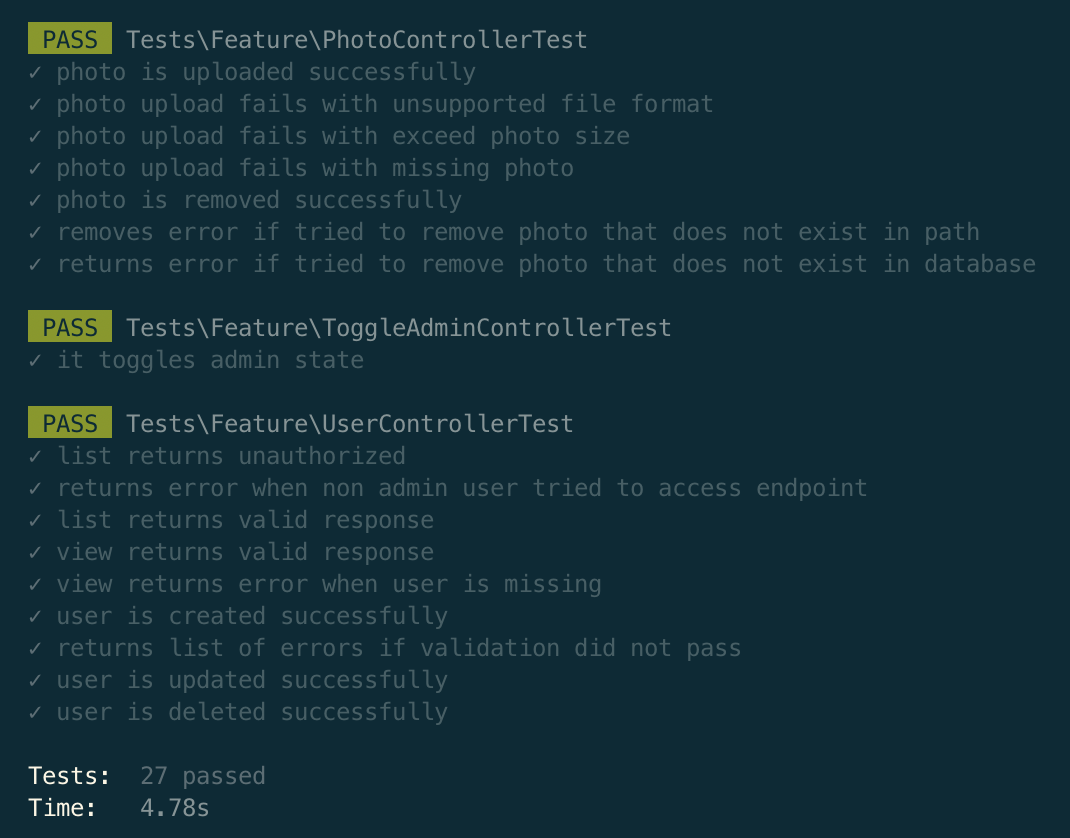 PASS Tests\Feature\PhotoControllerTest
✓ photo is uploaded successfully
✓ photo upload fails with unsupported file format
✓ photo upload fails with exceed photo size
✓ photo upload fails with missing photo
✓ photo is removed successfully
✓ removes error if tried to remove photo that does not exist in path
✓ returns error if tried to remove photo that does not exist in database
PASS Tests\Feature\ToggleAdminControllerTest
✓ it toggles admin state
PASS Tests\Feature\UserControllerTest
✓ list returns unauthorized
✓ returns error when non admin user tried to access endpoint
✓ list returns valid response
✓ view returns valid response
✓ view returns error when user is missing
✓ user is created successfully
✓ returns list of errors if validation did not pass
✓ user is updated successfully
✓ user is deleted successfully
Tests: 27 passed
Time: 4.78s